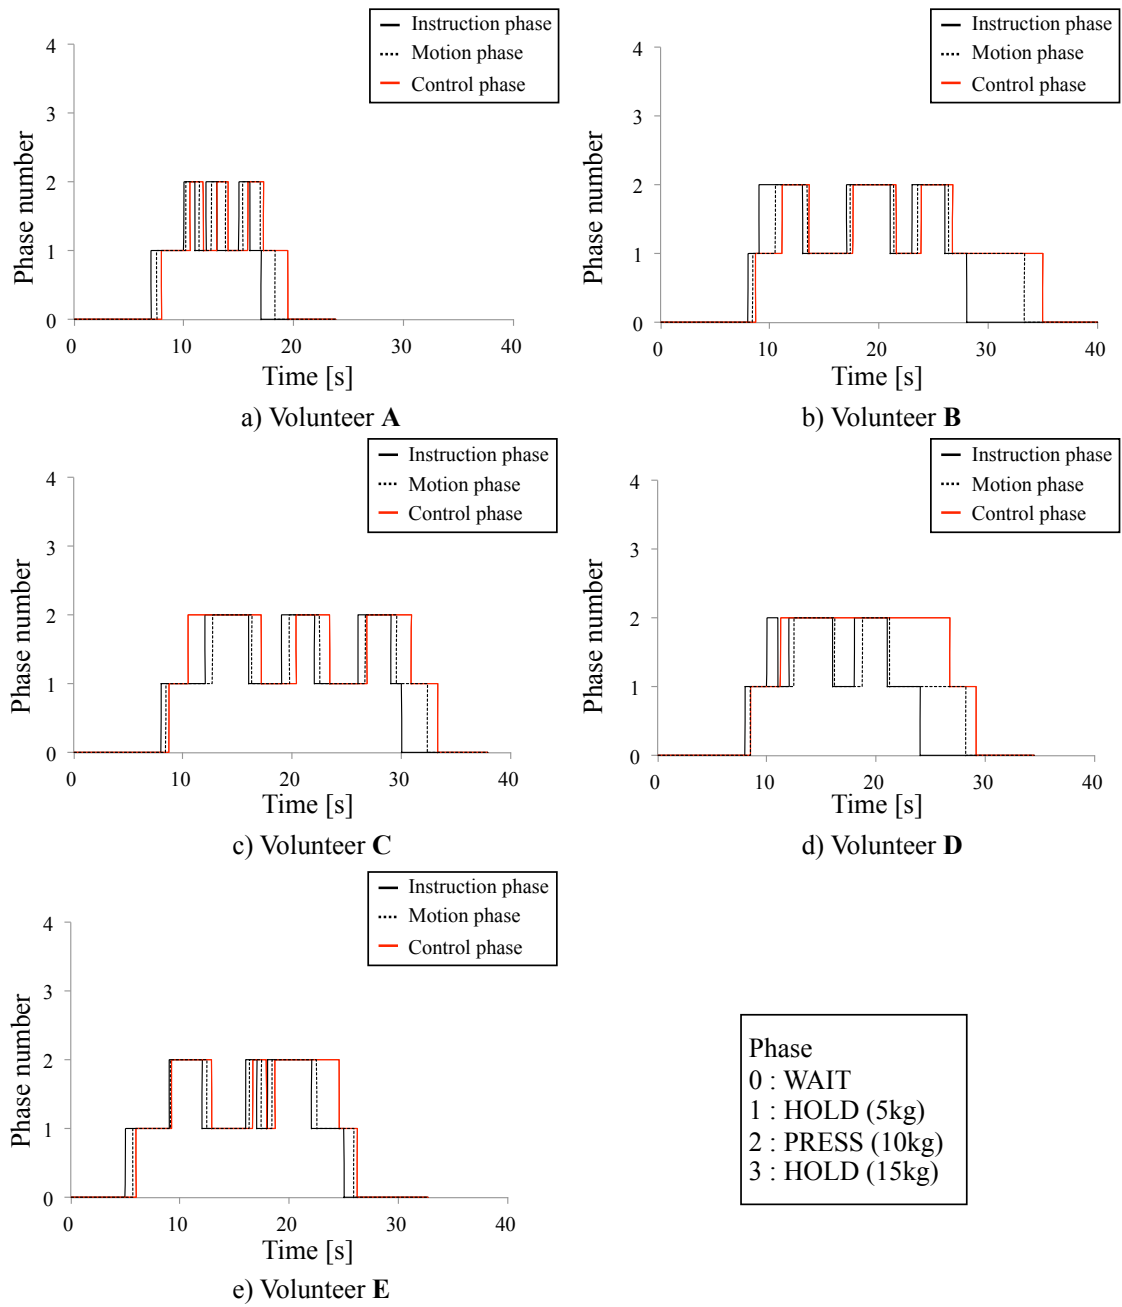 Instruction phase
Motion phase
Control phase
4
3
2
1
0
Phase number
0 10 20 30 40
Time [s]
a) Volunteer A
Instruction phase
Motion phase
Control phase
4
3
2
1
0
Phase number
0 10 20 30 40
Time [s]
b) Volunteer B
Instruction phase
Motion phase
Control phase
4
3
2
1
0
Phase number
0 10 20 30 40
Time [s]
c) Volunteer C
Instruction phase
Motion phase
Control phase
4
3
2
1
0
Phase number
0 10 20 30 40
Time [s]
d) Volunteer D
Instruction phase
Motion phase
Control phase
4
3
2
1
0
Phase number
0 10 20 30 40
Time [s]
e) Volunteer E
Phase
0 : WAIT
1 : HOLD (5kg)
2 : PRESS (10kg)
3 : HOLD (15kg)